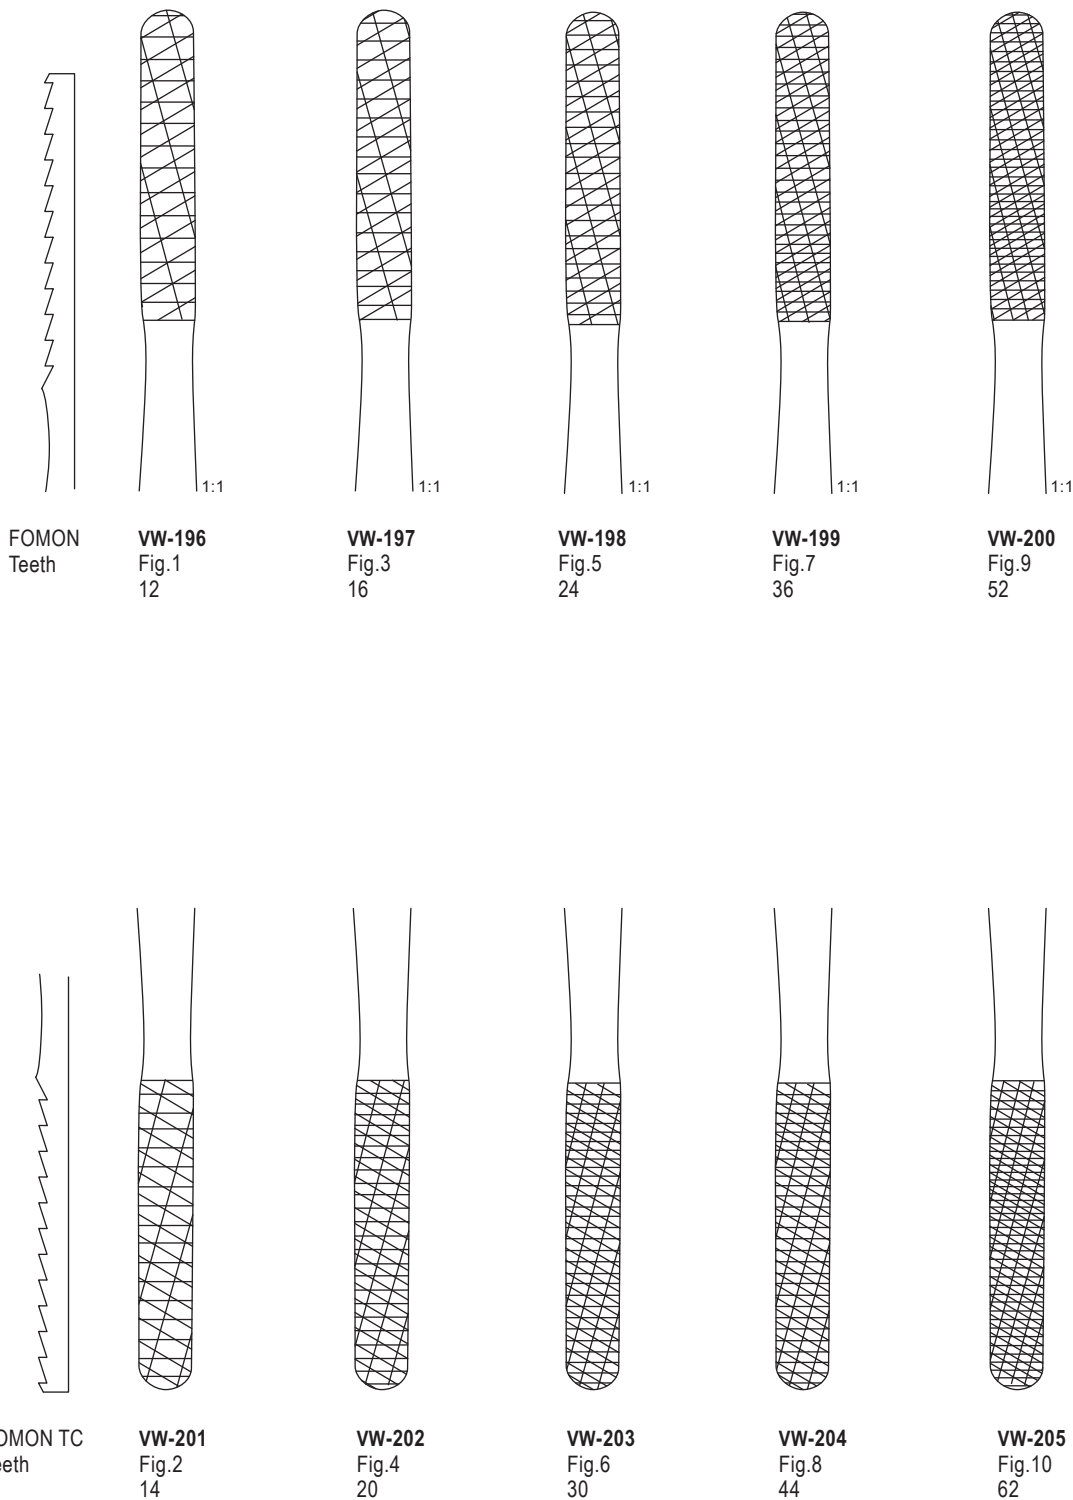 1:1 1:1 1:1 1:1 1:1
FOMON VW-196 VW-197 VW-198 VW-199 VW-200
Teeth Fig.1 Fig.3 Fig.5 Fig.7 Fig.9
12 16 24 36 52
OMON TC VW-201 VW-202 VW-203 VW-204 VW-205
eeth Fig.2 Fig.4 Fig.6 Fig.8 Fig.10
14 20 30 44 62